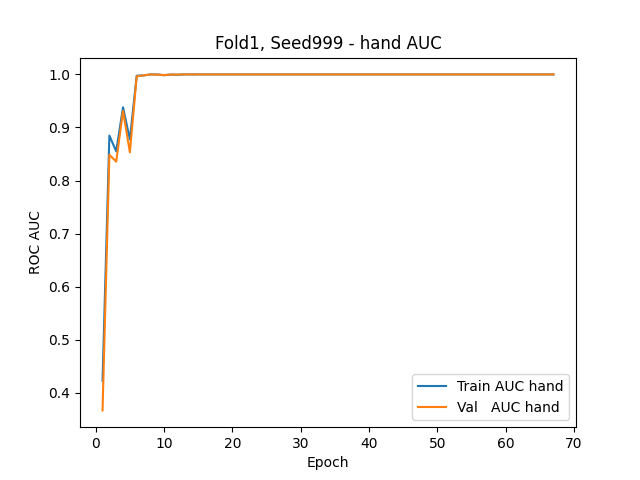 Fold1, Seed999 - hand AUC
1.0
0.9
0.8
0.7
0.6
0.5
0.4
ROC AUC
Train AUC hand
Val   AUC hand
0 10 20 30 40 50 60 70
Epoch